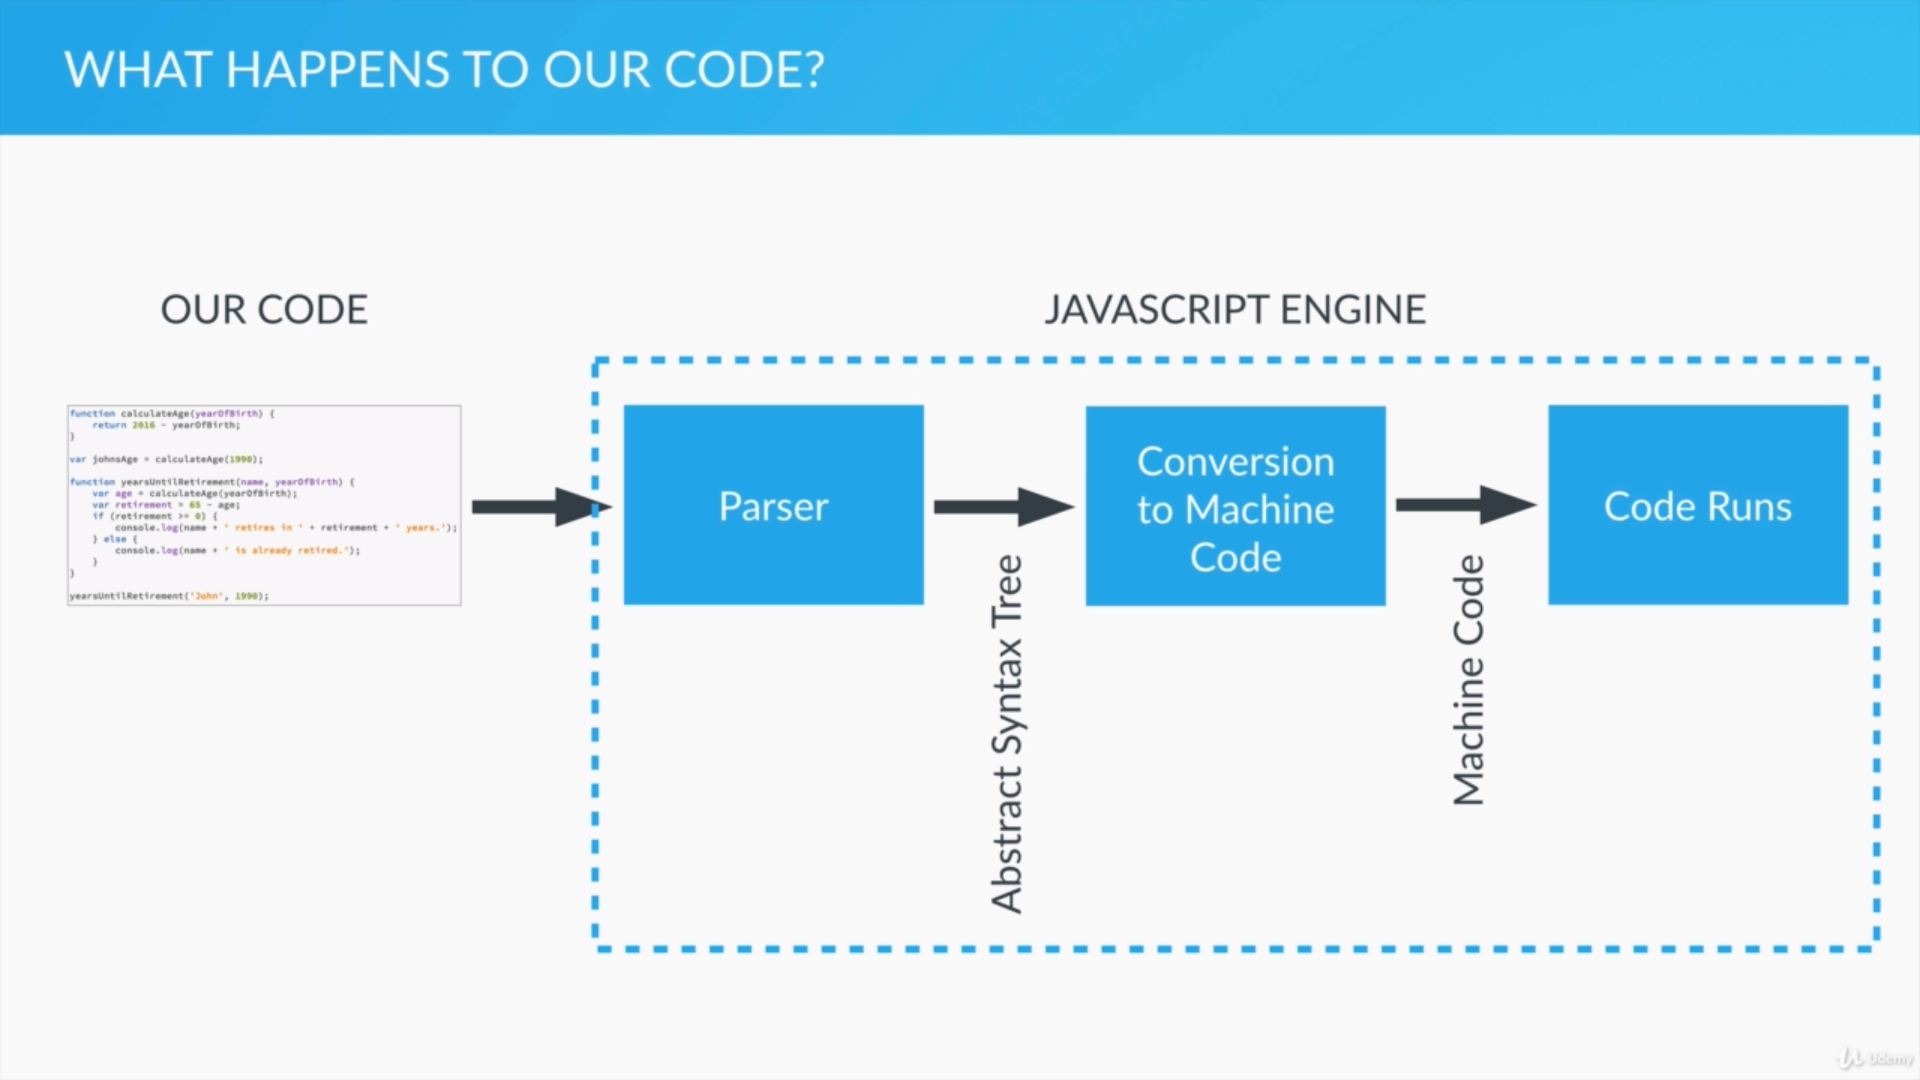 WHAT HAPPENS TO OUR CODE?
OUR CODE
function calculateAge(yearOfBirth) {
return 2016 - yearOfBirth;
}
var johnsAge = calculateAge(1990);
function yearsUntilRetirement(name, yearOfBirth) {
var age = calculateAge(yearOfBirth);
var retirement = 65 - age;
if (retirement >= 0) {
console.log(name + ' retires in ' + retirement + ' years.');
} else {
console.log(name + ' is already retired.');
}
}
yearsUntilRetirement('John', 1990);
JAVASCRIPT ENGINE
Parser
Abstract Syntax Tree
Conversion
to Machine
Code
Machine Code
Code Runs
Udemy